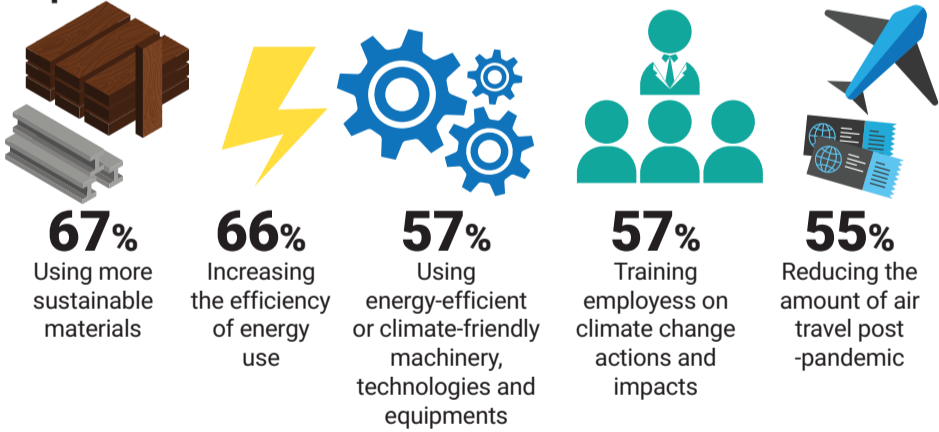 67%
Using more
sustainable
materials
66%
Increasing
the efficiency
of energy
use
57%
Using
energy-efficient
or climate-friendly
machinery,
technologies and
equipments
57%
Training
employess on
climate change
actions and
impacts
55%
Reducing the
amount of air
travel post
-pandemic